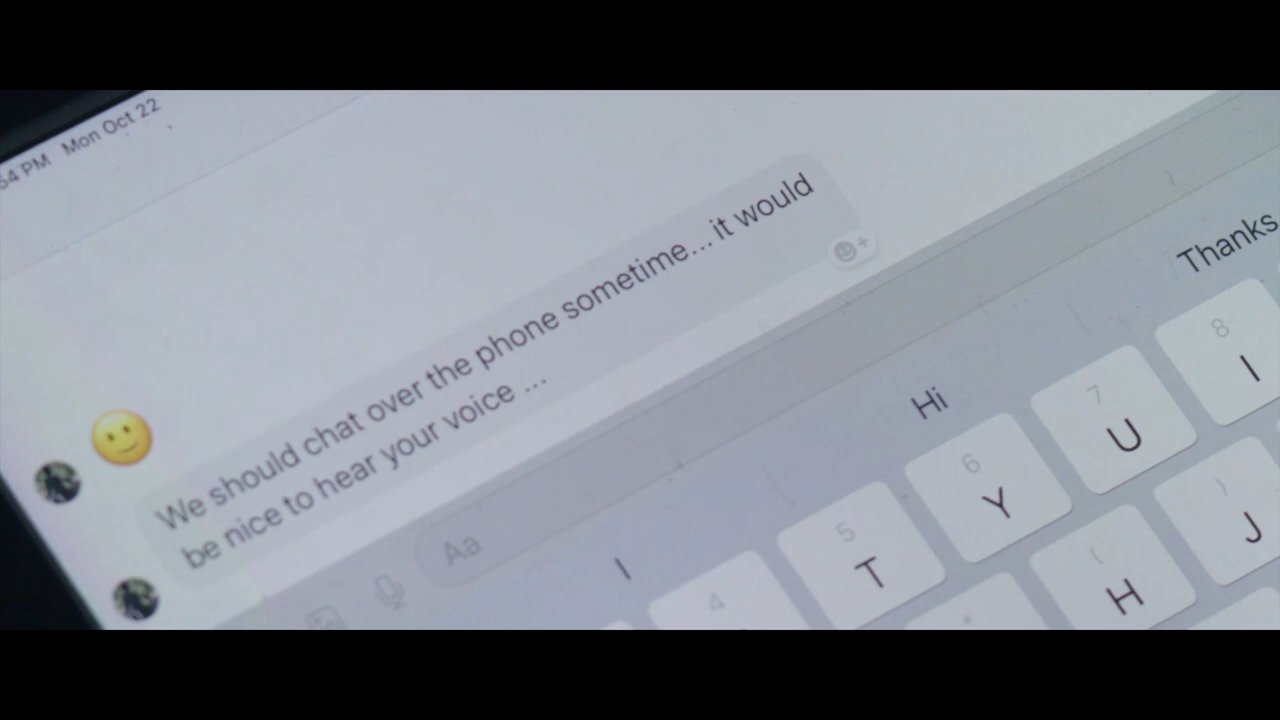 54 PM Mon Oct 22
We should chat over the phone sometime... it would
be nice to hear your voice ...
Aa
I Hi Thanks
4 5 6 7 8
T Y U I
( )
H J